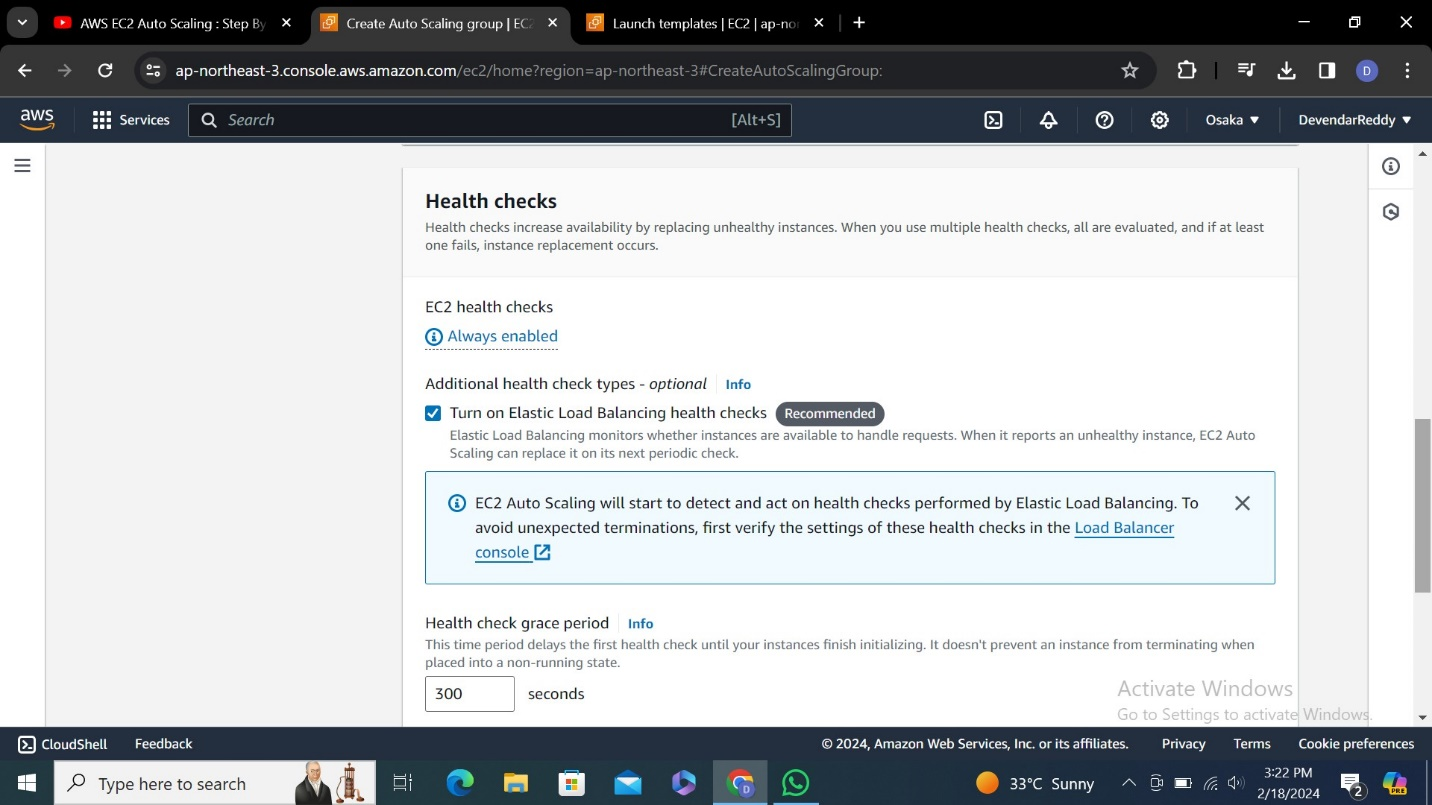 AWS EC2 Auto Scaling : Step By
Create Auto Scaling group | EC2
Launch templates | EC2 | ap-no
ap-northeast-3.console.aws.amazon.com/ec2/home?region=ap-northeast-3#CreateAutoScalingGroup:
D
aws
Services
Search
[Alt+S]
Osaka
DevendarReddy
Health checks
Health checks increase availability by replacing unhealthy instances. When you use multiple health checks, all are evaluated, and if at least
one fails, instance replacement occurs.
EC2 health checks
Always enabled
Additional health check types - optional
Info
Turn on Elastic Load Balancing health checks
Recommended
Elastic Load Balancing monitors whether instances are available to handle requests. When it reports an unhealthy instance, EC2 Auto
Scaling can replace it on its next periodic check.
EC2 Auto Scaling will start to detect and act on health checks performed by Elastic Load Balancing. To
avoid unexpected terminations, first verify the settings of these health checks in the Load Balancer
console
Health check grace period
Info
This time period delays the first health check until your instances finish initializing. It doesn't prevent an instance from terminating when
placed into a non-running state.
300
seconds
Activate Windows
Go to Settings to activate Windows.
CloudShell
Feedback
© 2024, Amazon Web Services, Inc. or its affiliates.
Privacy
Terms
Cookie preferences
Type here to search
D
33°C Sunny
3:22 PM
2/18/2024
2
PRE